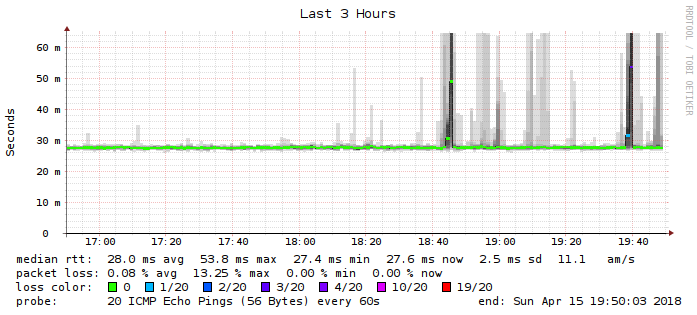 Last 3 Hours
RRDTOOL / TOBI OETIKER
Seconds
60 m
50 m
40 m
30 m
20 m
10 m
0
17:00 17:20 17:40 18:00 18:20 18:40 19:00 19:20 19:40
median rtt: 28.0 ms avg 53.8 ms max 27.4 ms min 27.6 ms now 2.5 ms sd 11.1 am/s
packet loss: 0.08 % avg 13.25 % max 0.00 % min 0.00 % now
loss color: 0 1/20 2/20 3/20 4/20 10/20 19/20
probe: 20 ICMP Echo Pings (56 Bytes) every 60s end: Sun Apr 15 19:50:03 2018